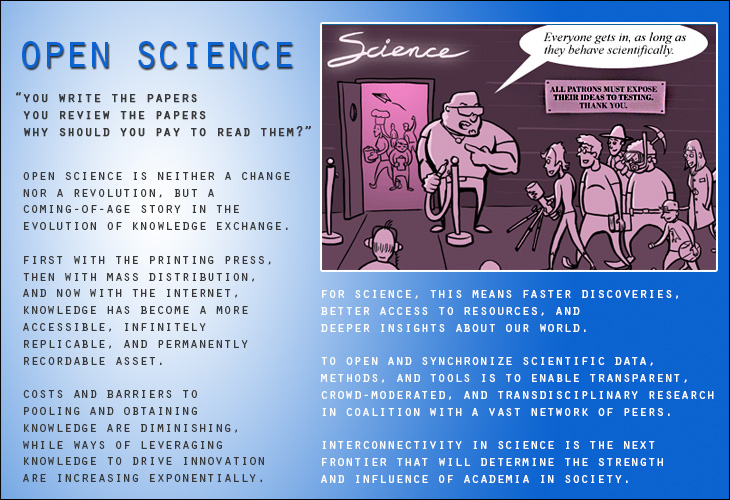 OPEN SCIENCE
“YOU WRITE THE PAPERS
YOU REVIEW THE PAPERS
WHY SHOULD YOU PAY TO READ THEM?”
OPEN SCIENCE IS NEITHER A CHANGE
NOR A REVOLUTION, BUT A
COMING-OF-AGE STORY IN THE
EVOLUTION OF KNOWLEDGE EXCHANGE.
FIRST WITH THE PRINTING PRESS,
THEN WITH MASS DISTRIBUTION,
AND NOW WITH THE INTERNET,
KNOWLEDGE HAS BECOME A MORE
ACCESSIBLE, INFINITELY
REPLICABLE, AND PERMANENTLY
RECORDABLE ASSET.
COSTS AND BARRIERS TO
POOLING AND OBTAINING
KNOWLEDGE ARE DIMINISHING,
WHILE WAYS OF LEVERAGING
KNOWLEDGE TO DRIVE INNOVATION
ARE INCREASING EXPONENTIALLY.
Science
Everyone gets in, as long as
they behave scientifically.
ALL PATRONS MUST EXPOSE
THEIR IDEAS TO TESTING.
THANK YOU.
FOR SCIENCE, THIS MEANS FASTER DISCOVERIES,
BETTER ACCESS TO RESOURCES, AND
DEEPER INSIGHTS ABOUT OUR WORLD.
TO OPEN AND SYNCHRONIZE SCIENTIFIC DATA,
METHODS, AND TOOLS IS TO ENABLE TRANSPARENT,
CROWD-MODERATED, AND TRANSDISCIPLINARY RESEARCH
IN COALITION WITH A VAST NETWORK OF PEERS.
INTERCONNECTIVITY IN SCIENCE IS THE NEXT
FRONTIER THAT WILL DETERMINE THE STRENGTH
AND INFLUENCE OF ACADEMIA IN SOCIETY.